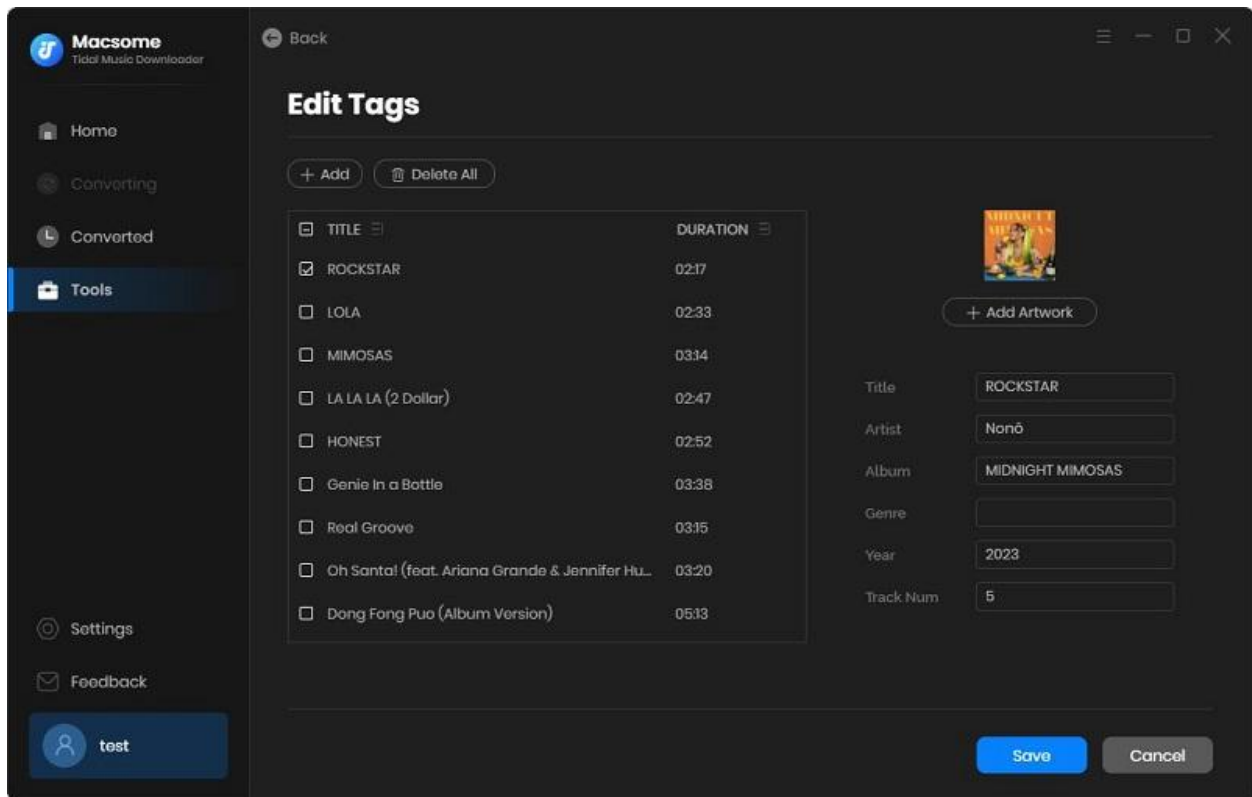 Macsome
Tidal Music Downloader
Back
Edit Tags
Home
Converting
Converted
Tools
Settings
Feedback
test
+ Add
Delete All
TITLE DURATION
ROCKSTAR 02:17
LOLA 02:33
MIMOSAS 03:14
LA LA LA (2 Dollar) 02:47
HONEST 02:52
Genie In a Bottle 03:38
Real Groove 03:15
Oh Santa! (feat. Ariana Grande & Jennifer Hu... 03:20
Dong Fong Puo (Album Version) 05:13
MIDNIGHT
MIMOSAS
+ Add Artwork
Title ROCKSTAR
Artist Nonô
Album MIDNIGHT MIMOSAS
Genre
Year 2023
Track Num 5
Save
Cancel